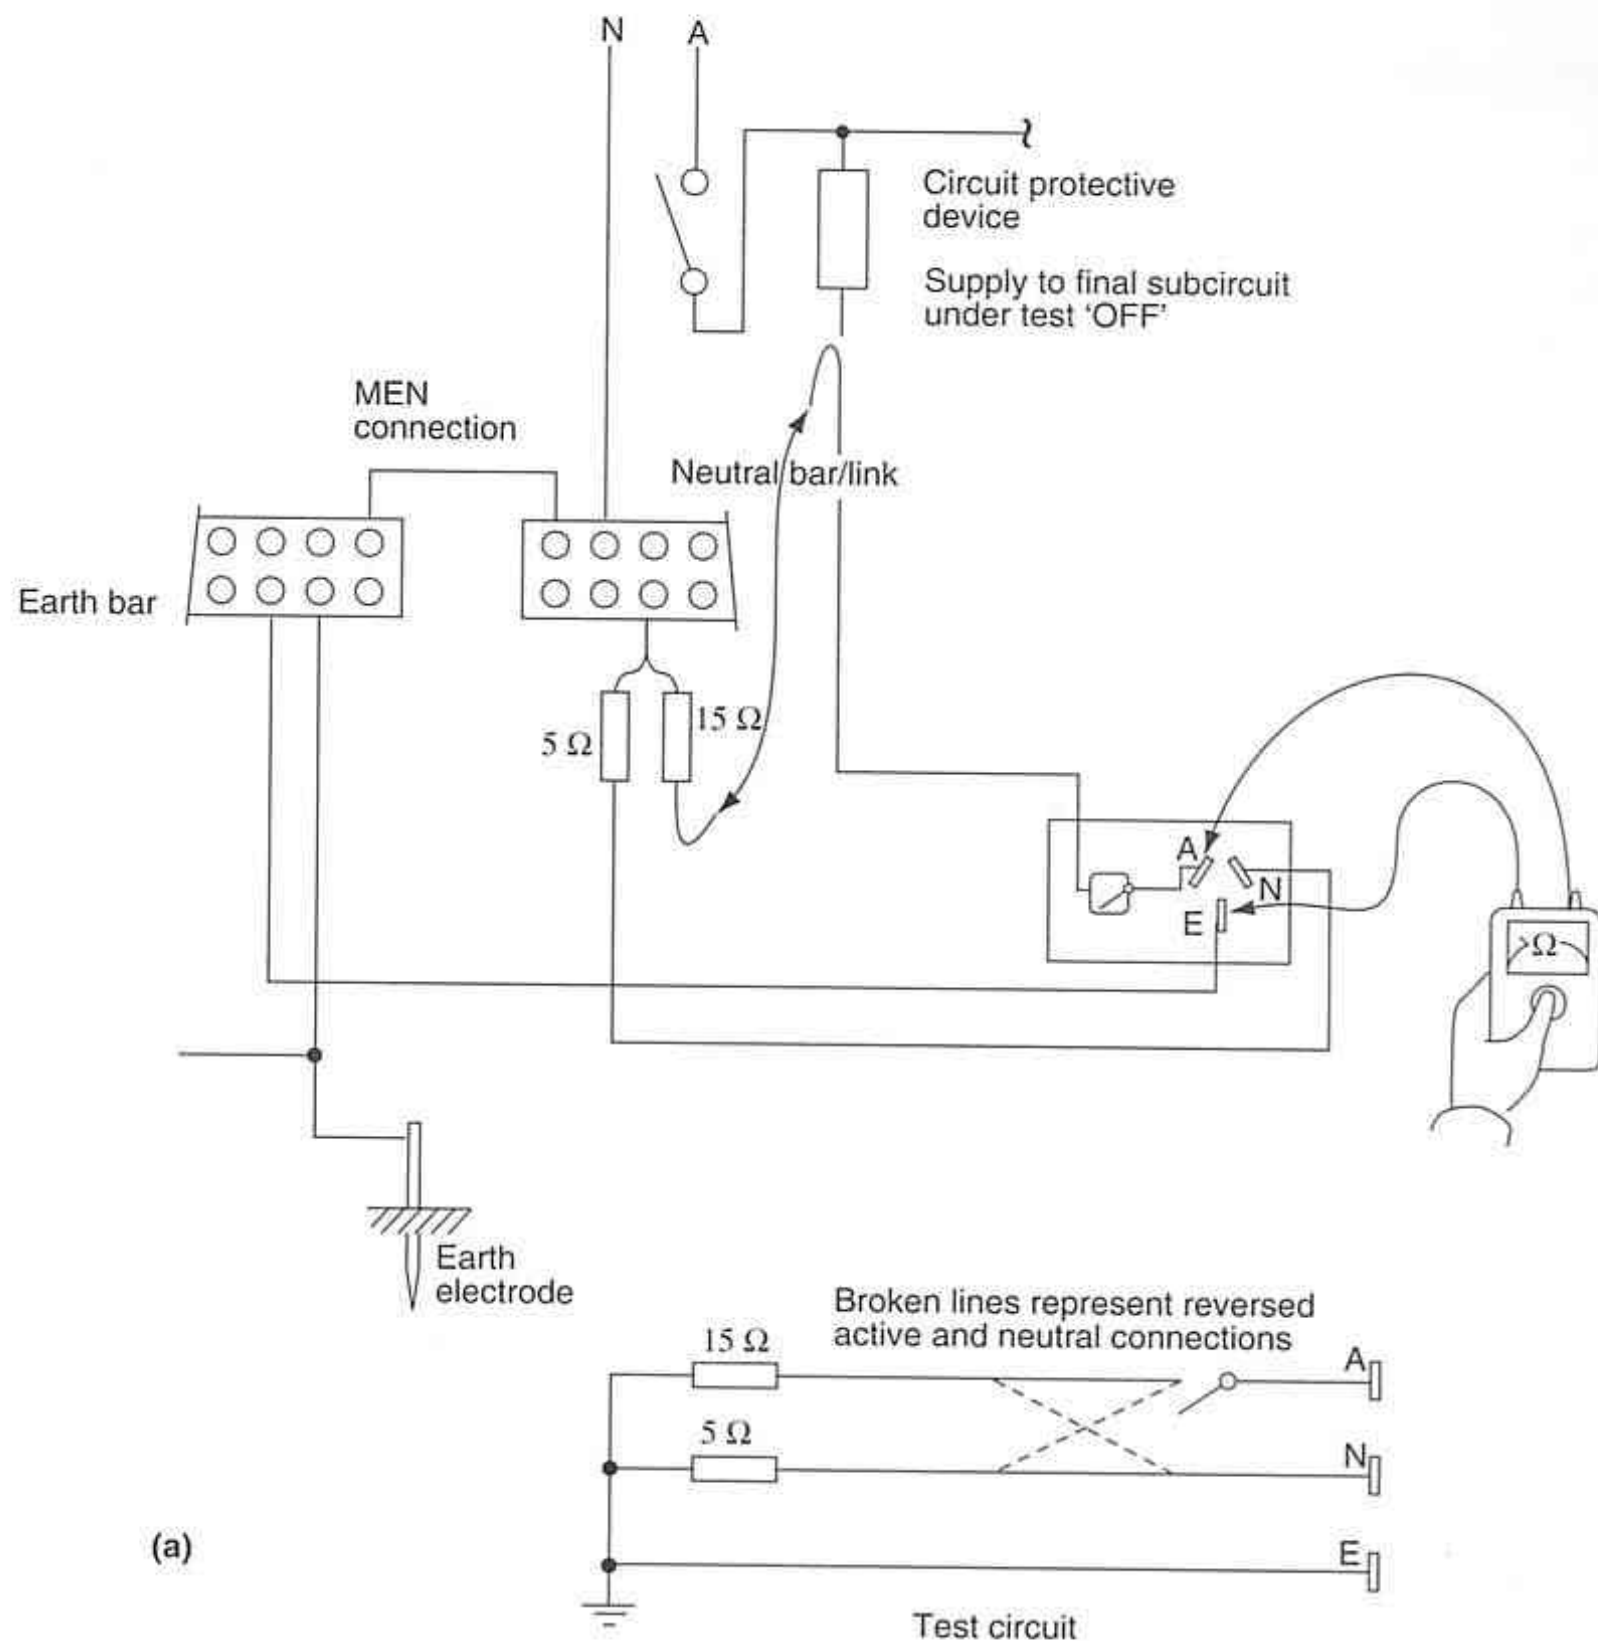 N
A
Circuit protective
device
Supply to final subcircuit
under test ‘OFF’
MEN
connection
Neutral bar/link
Earth bar
5 Ω
15 Ω
A
N
E
Ω
Earth
electrode
Broken lines represent reversed
active and neutral connections
15 Ω
A
5 Ω
N
(a)
E
Test circuit